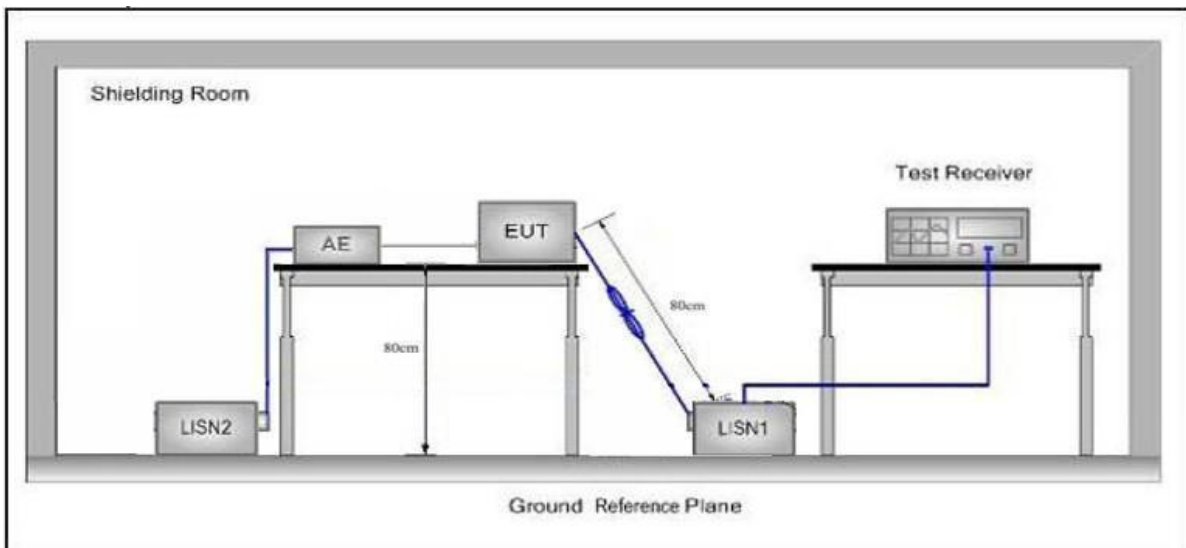 Shielding Room
Test Receiver
EUT
AE
80cm
80cm
LISN2
LISN1
Ground Reference Plane